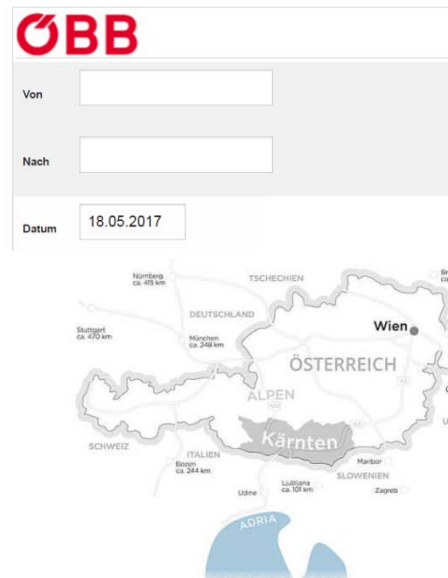 ÖBB
Von
Nach
Datum 18.05.2017
Nürnberg
ca. 415 km
TSCHECHIEN
DEUTSCHLAND
Stuttgart
ca. 470 km
München
ca. 248 km
Wien
ÖSTERREICH
ALPEN
Kärnten
SCHWEIZ
ITALIEN
Bozen
ca. 244 km
Maribor
SLOWENIEN
Udine
Ljubljana
ca. 101 km
Zagreb
ADRIA